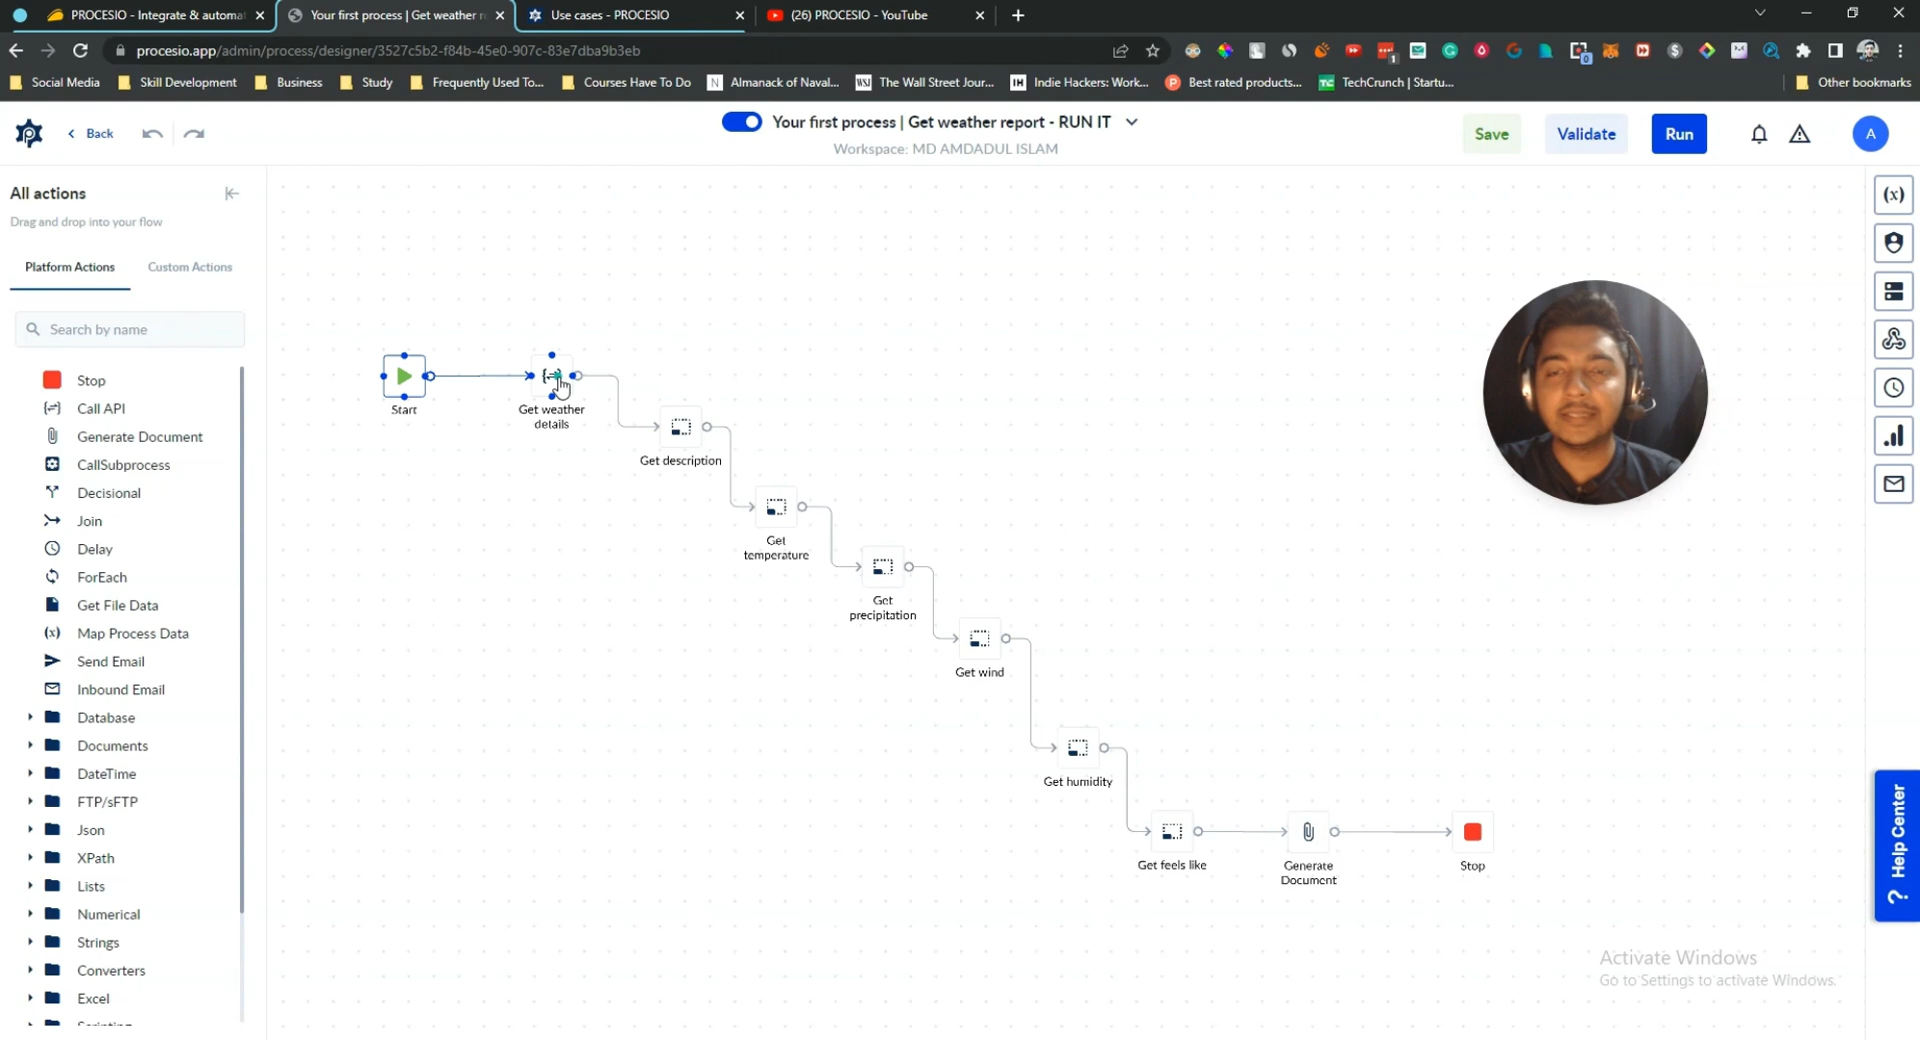 PROCESIO - Integrate & automat
Your first process | Get weather r
Use cases - PROCESIO
(26) PROCESIO - YouTube
procesio.app/admin/process/designer/3527c5b2-f84b-45e0-907c-83e7dba9b3eb
Social Media
Skill Development
Business
Study
Frequently Used To...
Courses Have To Do
Almanack of Naval...
WSJ
The Wall Street Jour...
IH
Indie Hackers: Work...
Best rated products...
TC
TechCrunch | Startu...
Other bookmarks
Back
Your first process | Get weather report - RUN IT
Workspace: MD AMDADUL ISLAM
Save
Validate
Run
A
All actions
Drag and drop into your flow
Platform Actions
Custom Actions
Search by name
Stop
Call API
Generate Document
CallSubprocess
Decisional
Join
Delay
ForEach
Get File Data
(x) Map Process Data
Send Email
Inbound Email
Database
Documents
DateTime
FTP/sFTP
Json
XPath
Lists
Numerical
Strings
Converters
Excel
Scripting
Start
Get weather
details
Get description
Get
temperature
Get
precipitation
Get wind
Get humidity
Get feels like
Generate
Document
Stop
(x)
? Help Center
Activate Windows
Go to Settings to activate Windows.